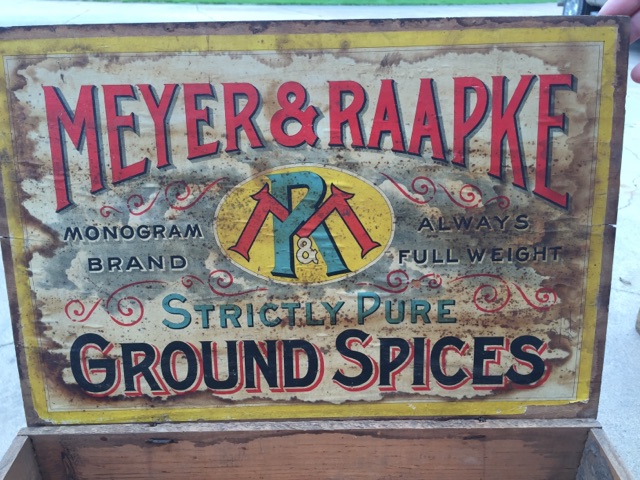 MEYER & RAAPKE
MONOGRAM
BRAND
M&R
ALWAYS
FULL WEIGHT
STRICTLY PURE
GROUND SPICES